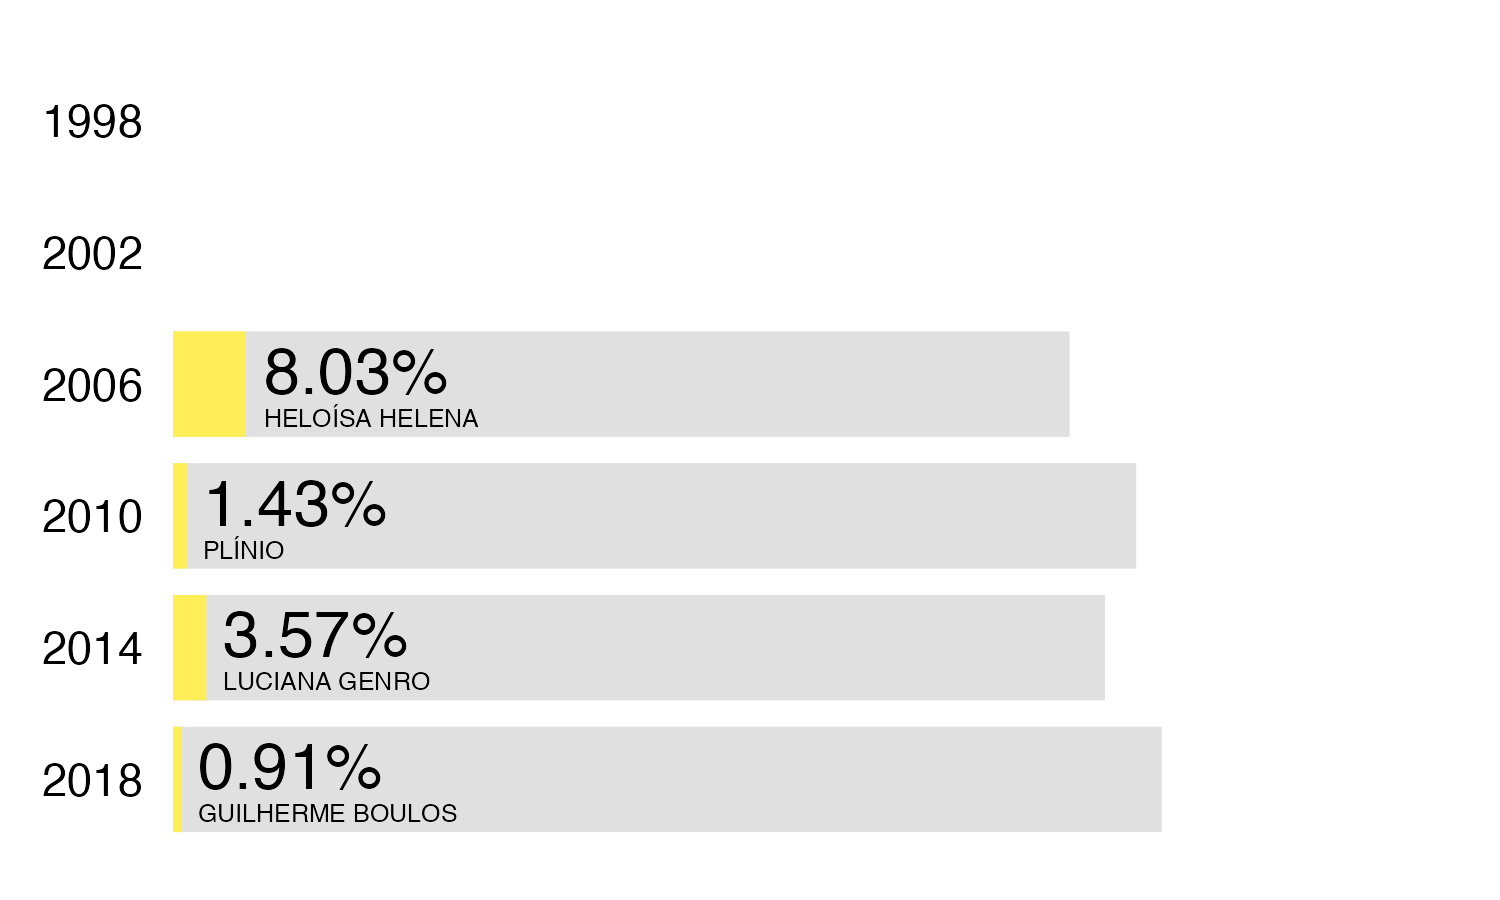 1998
2002
2006
8.03%
HELOÍSA HELENA
2010
1.43%
PLÍNIO
2014
3.57%
LUCIANA GENRO
2018
0.91%
GUILHERME BOULOS